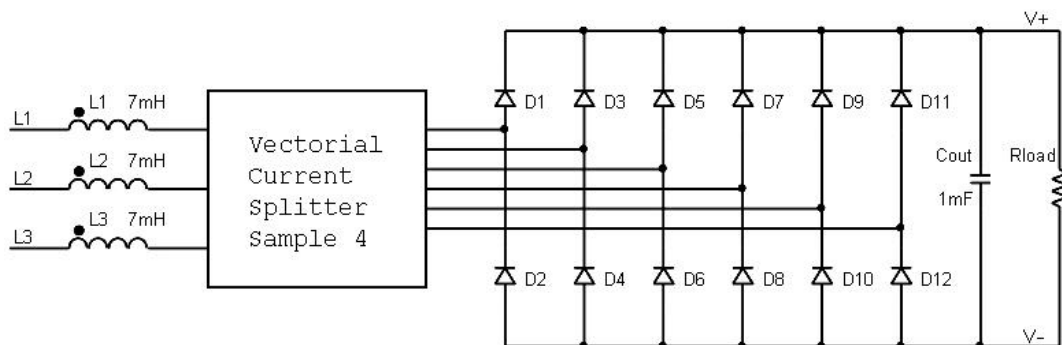 V+
L1 7mH
D1 D3 D5 D7 D9 D11
L1
Vectorial
L2 7mH
Current
Cout Rload
L2
Splitter
1mF
L3 7mH
Sample 4
L3
D2 D4 D6 D8 D10 D12
V-